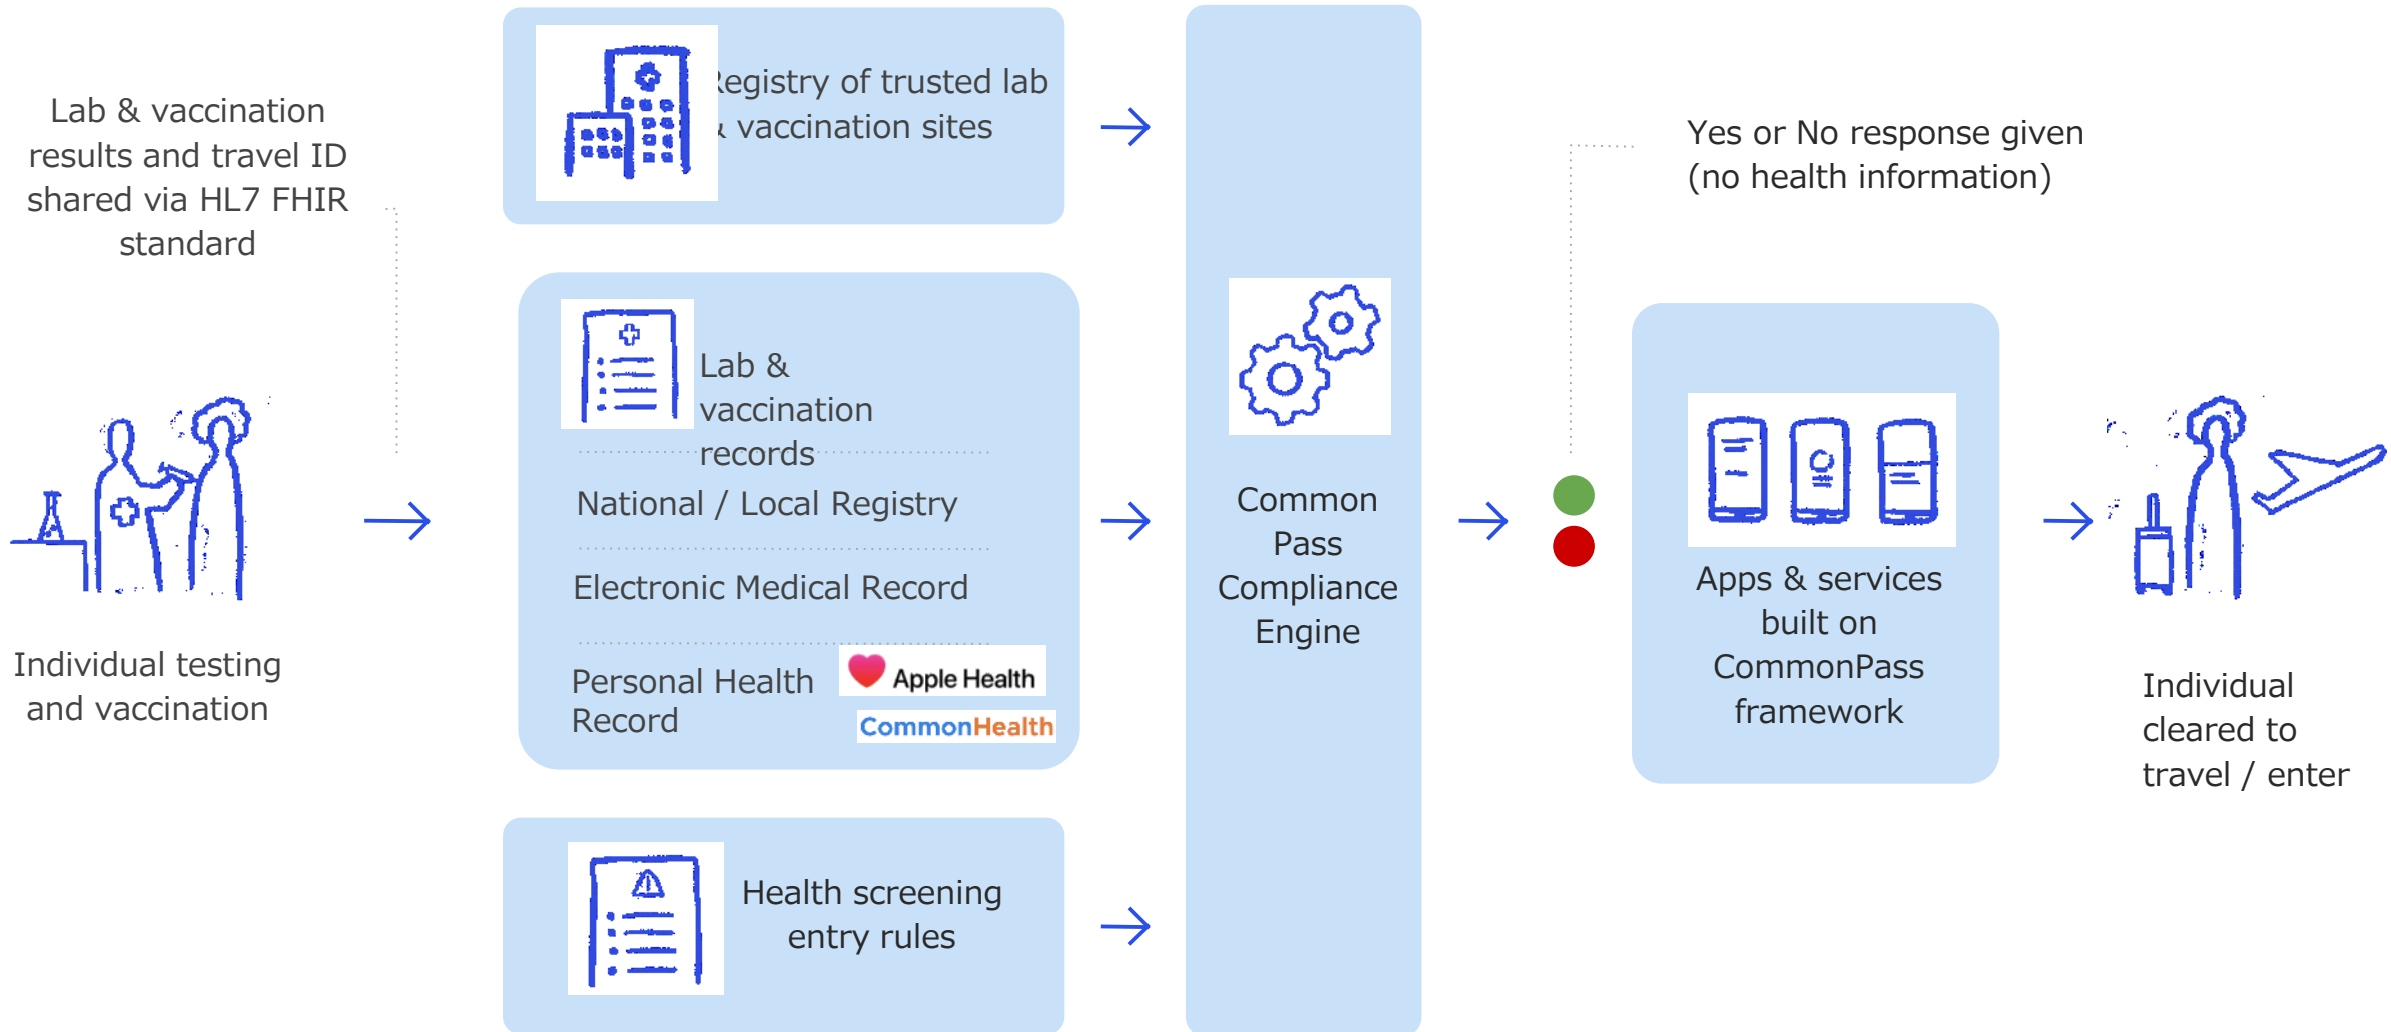 Lab & vaccination
results and travel ID
shared via HL7 FHIR
standard
Individual testing
and vaccination
Registry of trusted lab
& vaccination sites
Lab &
vaccination
records
National / Local Registry
Electronic Medical Record
Personal Health
Record
Apple Health
CommonHealth
Health screening
entry rules
Common
Pass
Compliance
Engine
Yes or No response given
(no health information)
Apps & services
built on
CommonPass
framework
Individual
cleared to
travel / enter